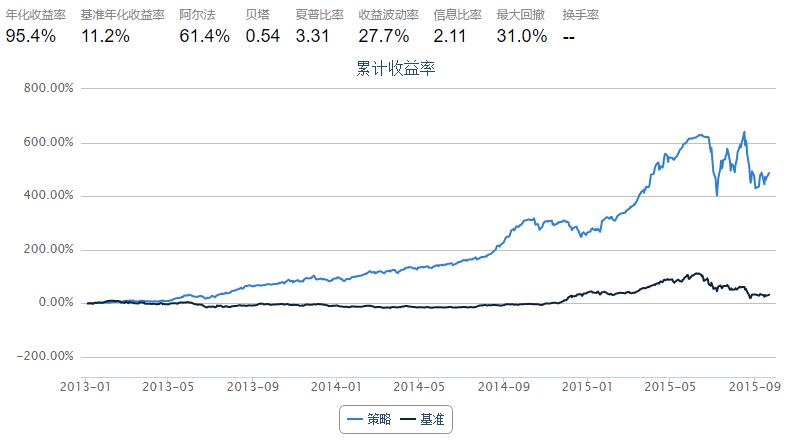 年化收益率 基准年化收益率 阿尔法 贝塔 夏普比率 收益波动率 信息比率 最大回撤 换手率
95.4% 11.2% 61.4% 0.54 3.31 27.7% 2.11 31.0% --
累计收益率
800.00%
600.00%
400.00%
200.00%
0.00%
-200.00%
2013-01 2013-05 2013-09 2014-01 2014-05 2014-09 2015-01 2015-05 2015-09
策略 基准